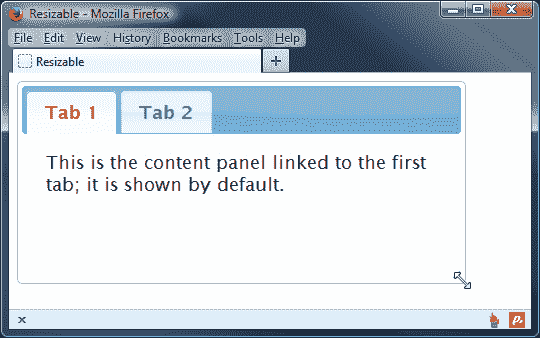 Resizable - Mozilla Firefox
File Edit View History Bookmarks Tools Help
Resizable +
Tab 1 Tab 2
This is the content panel linked to the first
tab; it is shown by default.